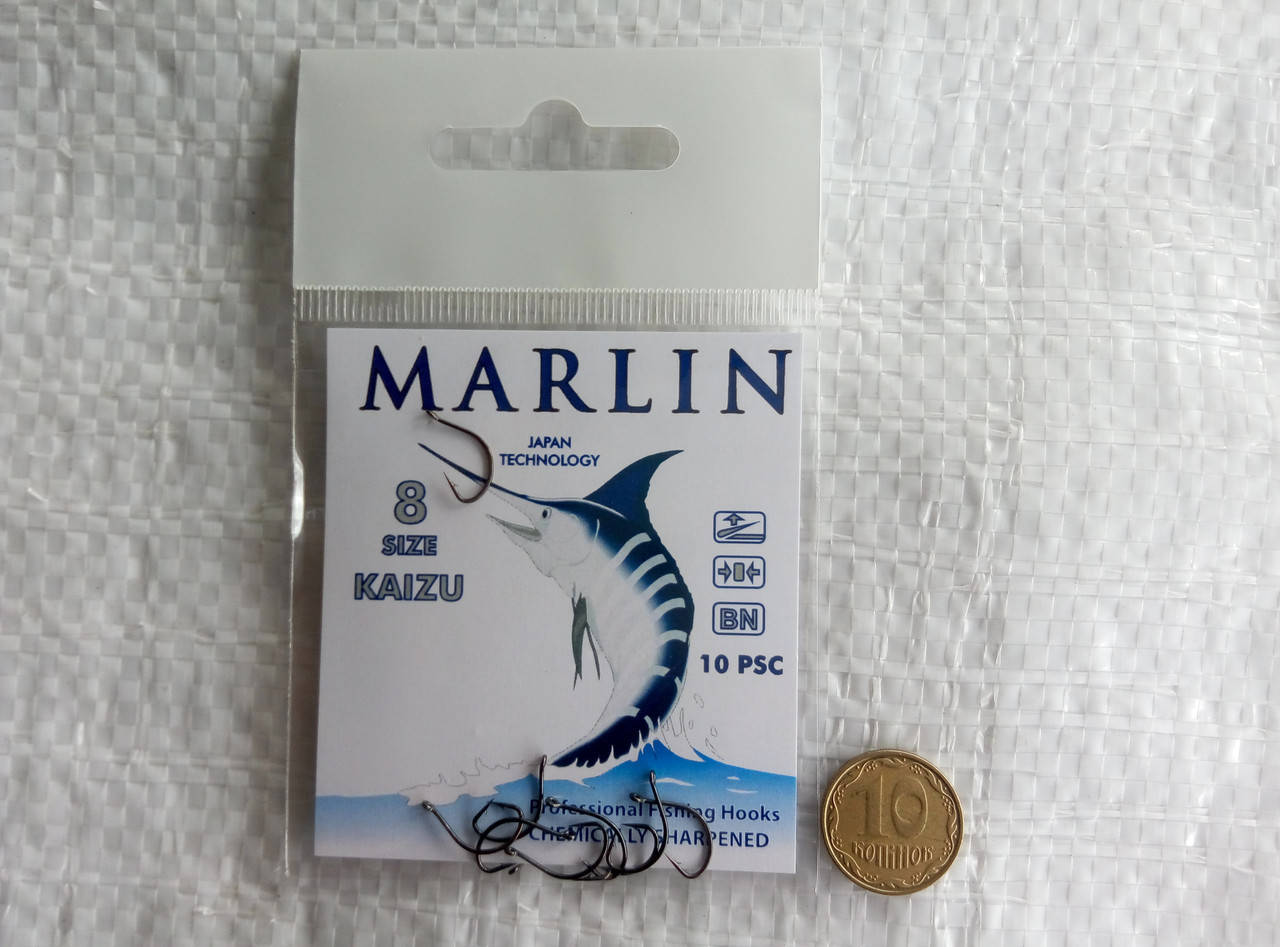 MARLIN
JAPAN
TECHNOLOGY
8
SIZE
KAIZU
BN
10 PSC
Professional Fishing Hooks
CHEMICALLY SHARPENED
10
КОПІЙОК